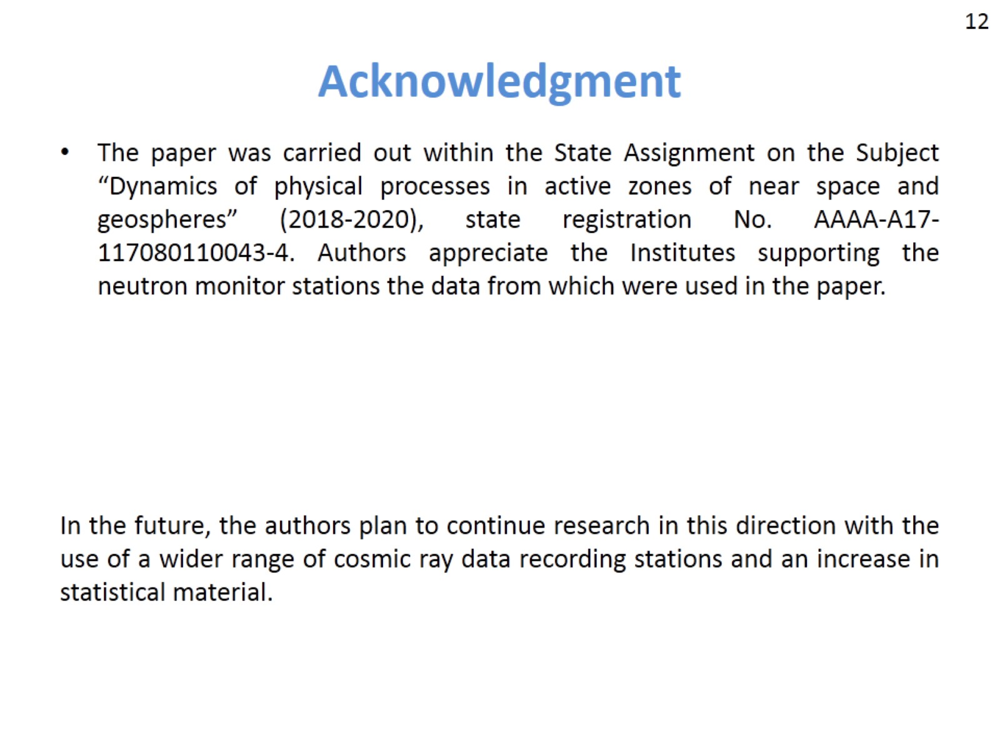 12
Acknowledgment
• The paper was carried out within the State Assignment on the Subject
“Dynamics of physical processes in active zones of near space and
geospheres” (2018-2020), state registration No. AAAA-A17-
117080110043-4. Authors appreciate the Institutes supporting the
neutron monitor stations the data from which were used in the paper.
In the future, the authors plan to continue research in this direction with the
use of a wider range of cosmic ray data recording stations and an increase in
statistical material.